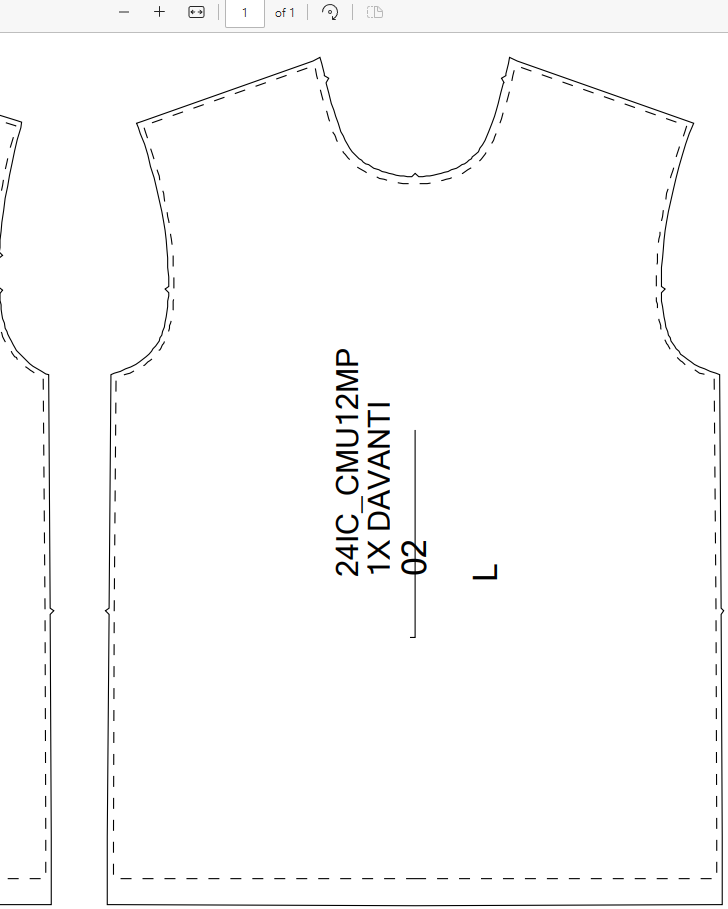 1 of 1
24IC_CMU12MP
1X DAVANTI
02
L